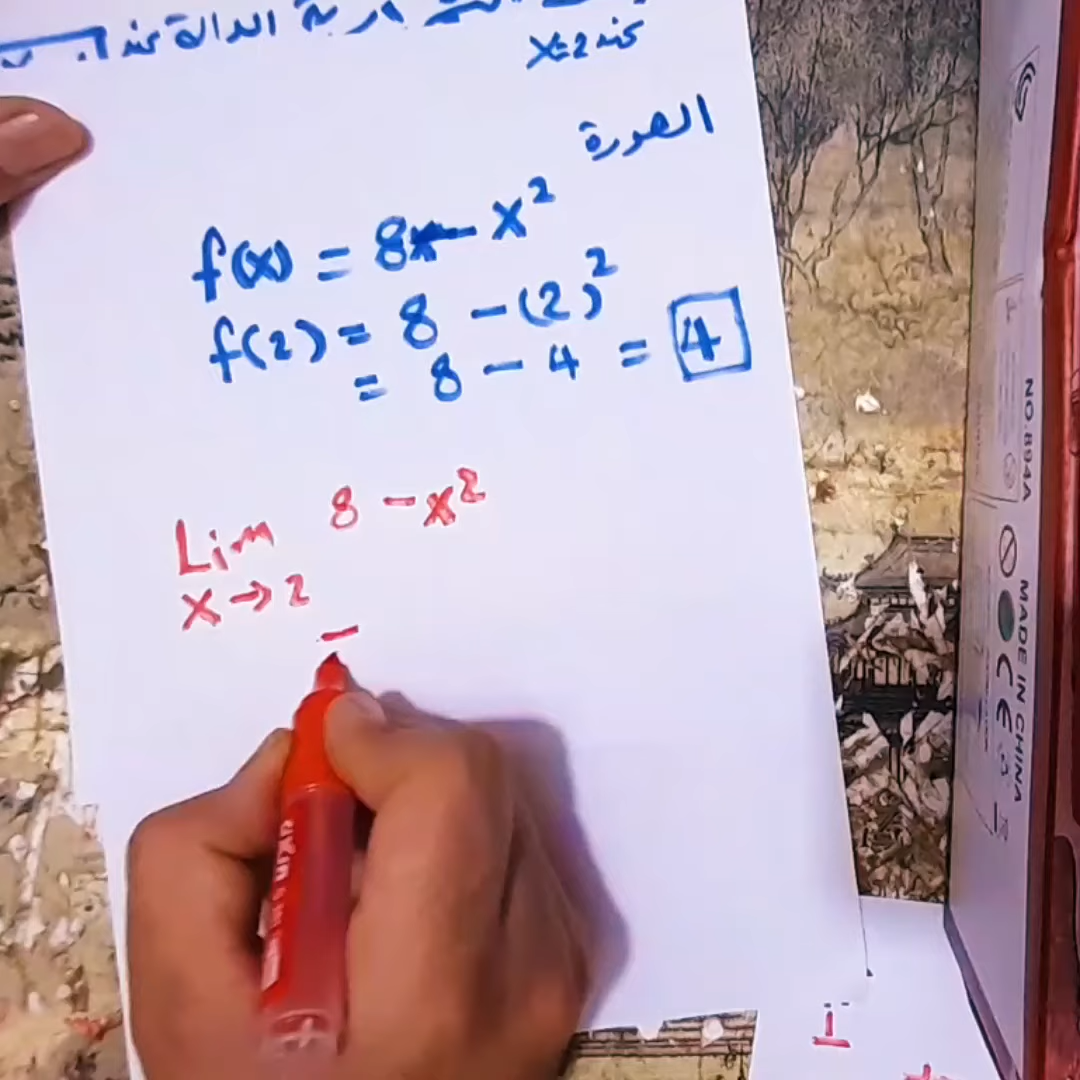 الدالة عند
عند x=2
الصورة
f(x) = 8 - x²
f(2) = 8 - (2)²
= 8 - 4 = 4
Lim 8 - x²
x → 2
NO.894A
MADE IN CHINA
CE